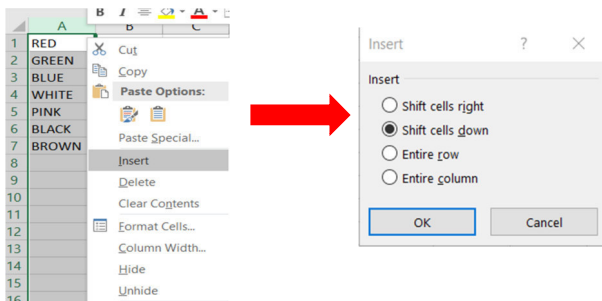 B I A
A B C
1 RED
2 GREEN
3 BLUE
4 WHITE
5 PINK
6 BLACK
7 BROWN
8
9
10
11
12
13
14
15
16
Cut
Copy
Paste Options:
Paste Special...
Insert
Delete
Clear Contents
Format Cells...
Column Width...
Hide
Unhide
Insert ? ×
Insert
Shift cells right
Shift cells down
Entire row
Entire column
OK Cancel